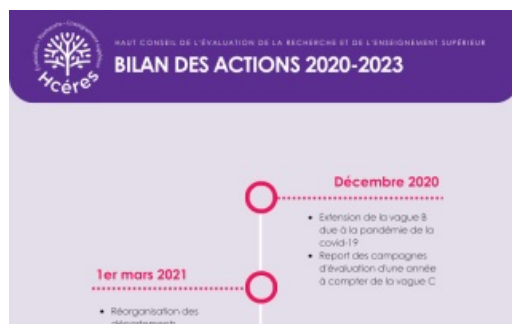 HAUT CONSEIL DE L'ÉVALUATION DE LA RECHERCHE ET DE L'ENSEIGNEMENT SUPÉRIEUR
BILAN DES ACTIONS 2020-2023
Hcéres
Décembre 2020
• Extension de la vague B
due à la pandémie de la
covid-19
• Report des campagnes
d'évaluation d'une année
à compter de la vague C
1er mars 2021
• Réorganisation des
départements